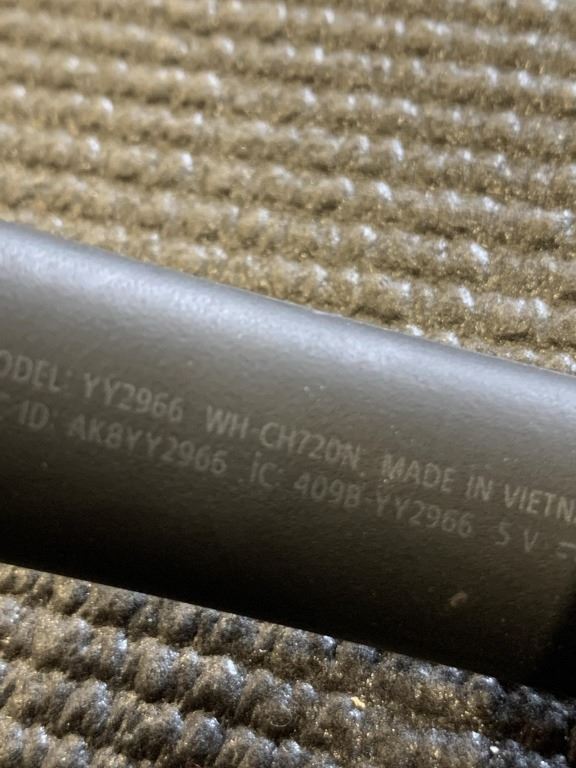 ODEL: YY2966 WH-CH720N MADE IN VIETN
C ID: AK8YY2966 IC: 409B-YY2966 5 V ⎓